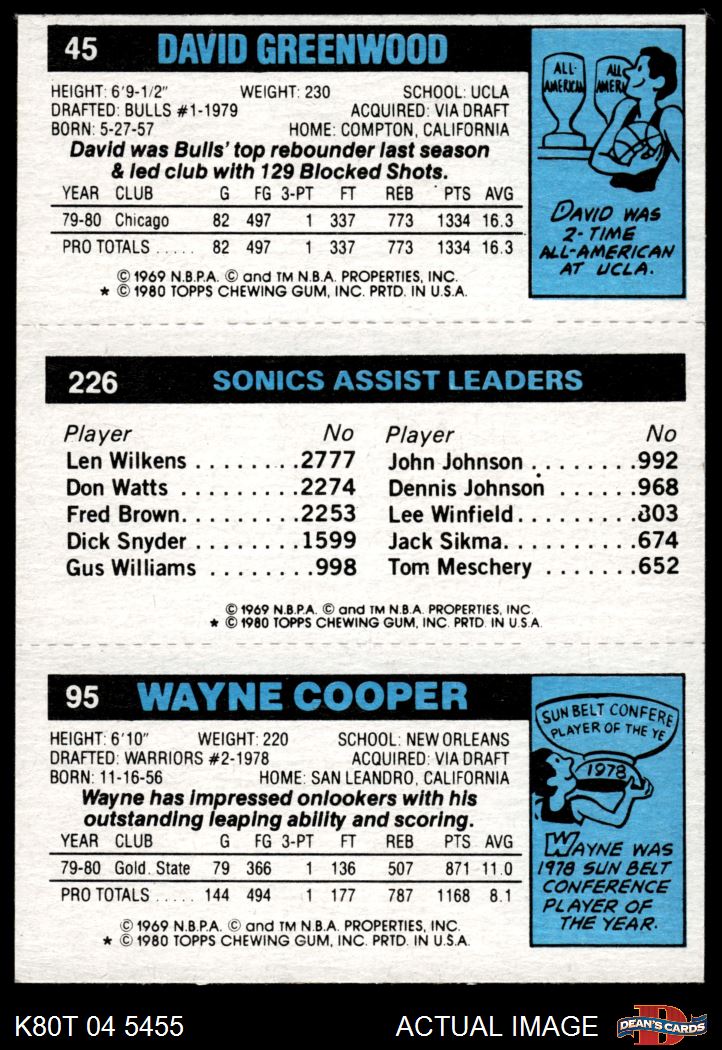 45 DAVID GREENWOOD
HEIGHT: 6'9-1/2" WEIGHT: 230 SCHOOL: UCLA
DRAFTED: BULLS #1-1979 ACQUIRED: VIA DRAFT
BORN: 5-27-57 HOME: COMPTON, CALIFORNIA
David was Bulls' top rebounder last season
& led club with 129 Blocked Shots.
YEAR CLUB G FG 3-PT FT REB PTS AVG
79-80 Chicago 82 497 1 337 773 1334 16.3
PRO TOTALS ..... 82 497 1 337 773 1334 16.3
© 1969 N.B.P.A. © and TM N.B.A. PROPERTIES, INC.
* © 1980 TOPPS CHEWING GUM, INC. PRTD. IN U.S.A.
ALL- ALL
AMERICAN AMERI
DAVID WAS
2-TIME
ALL-AMERICAN
AT UCLA.
226 SONICS ASSIST LEADERS
Player No Player No
Len Wilkens ........2777 John Johnson .......992
Don Watts .........2274 Dennis Johnson ......968
Fred Brown.........2253 Lee Winfield.........803
Dick Snyder ........1599 Jack Sikma.........674
Gus Williams .......998 Tom Meschery .......652
© 1969 N.B.P.A. © and TM N.B.A. PROPERTIES, INC.
* © 1980 TOPPS CHEWING GUM, INC. PRTD. IN U.S.A.
95 WAYNE COOPER
HEIGHT: 6'10" WEIGHT: 220 SCHOOL: NEW ORLEANS
DRAFTED: WARRIORS #2-1978 ACQUIRED: VIA DRAFT
BORN: 11-16-56 HOME: SAN LEANDRO, CALIFORNIA
Wayne has impressed onlookers with his
outstanding leaping ability and scoring.
YEAR CLUB G FG 3-PT FT REB PTS AVG
79-80 Gold. State 79 366 1 136 507 871 11.0
PRO TOTALS ..... 144 494 1 177 787 1168 8.1
© 1969 N.B.P.A. © and TM N.B.A. PROPERTIES, INC.
* © 1980 TOPPS CHEWING GUM, INC. PRTD. IN U.S.A.
SUN BELT CONFERE
PLAYER OF THE YE
1978
WAYNE WAS
1978 SUN BELT
CONFERENCE
PLAYER OF
THE YEAR.
K80T 04 5455 ACTUAL IMAGE D DEAN'S CARDS